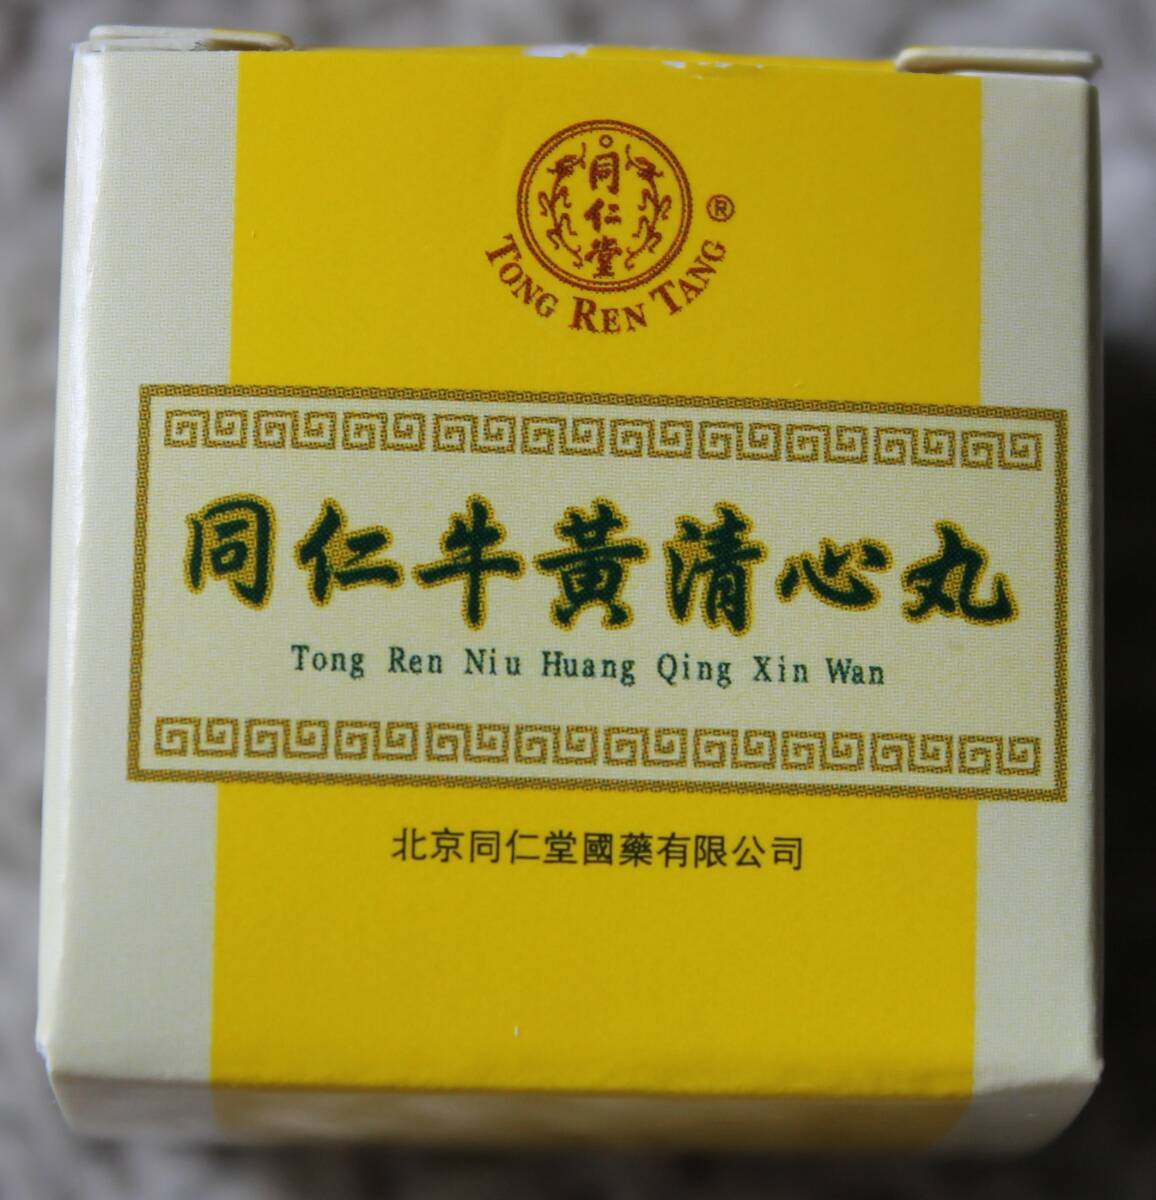 同
仁
堂
®
TONG REN TANG
同仁牛黃清心丸
Tong Ren Niu Huang Qing Xin Wan
北京同仁堂國藥有限公司